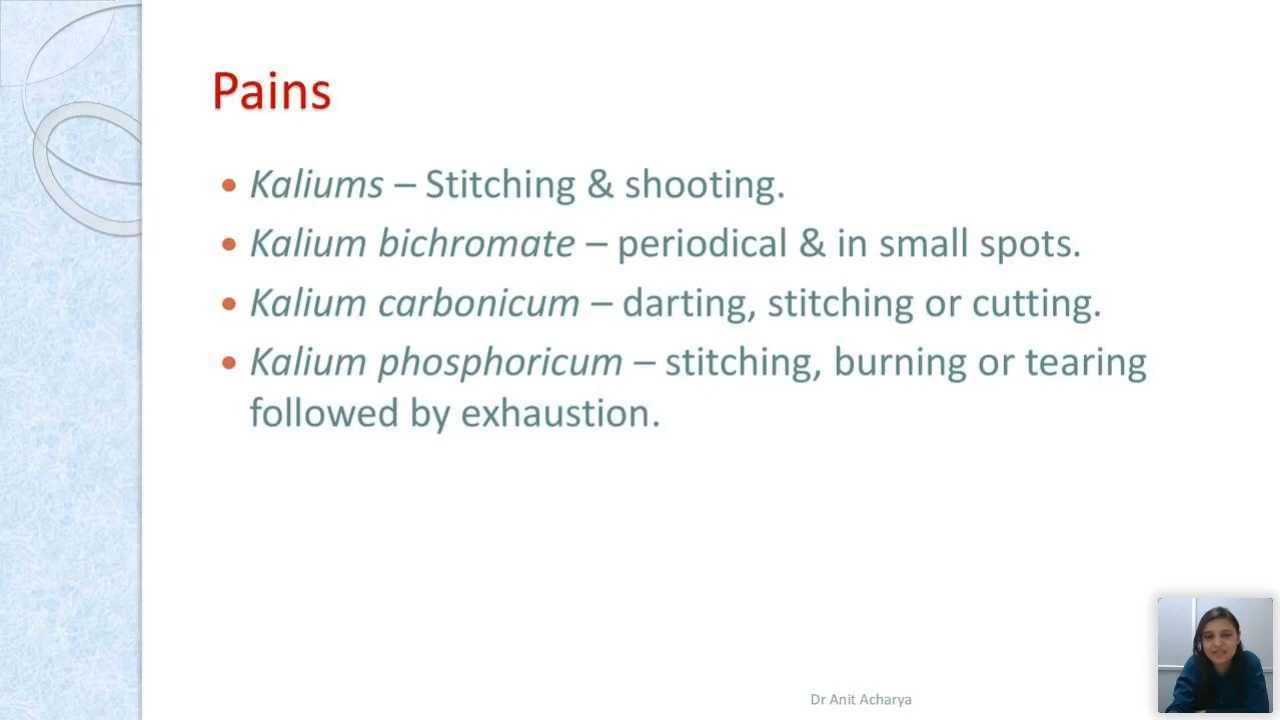 Pains
• Kaliums – Stitching & shooting.
• Kalium bichromate – periodical & in small spots.
• Kalium carbonicum – darting, stitching or cutting.
• Kalium phosphoricum – stitching, burning or tearing
followed by exhaustion.
Dr Anit Acharya